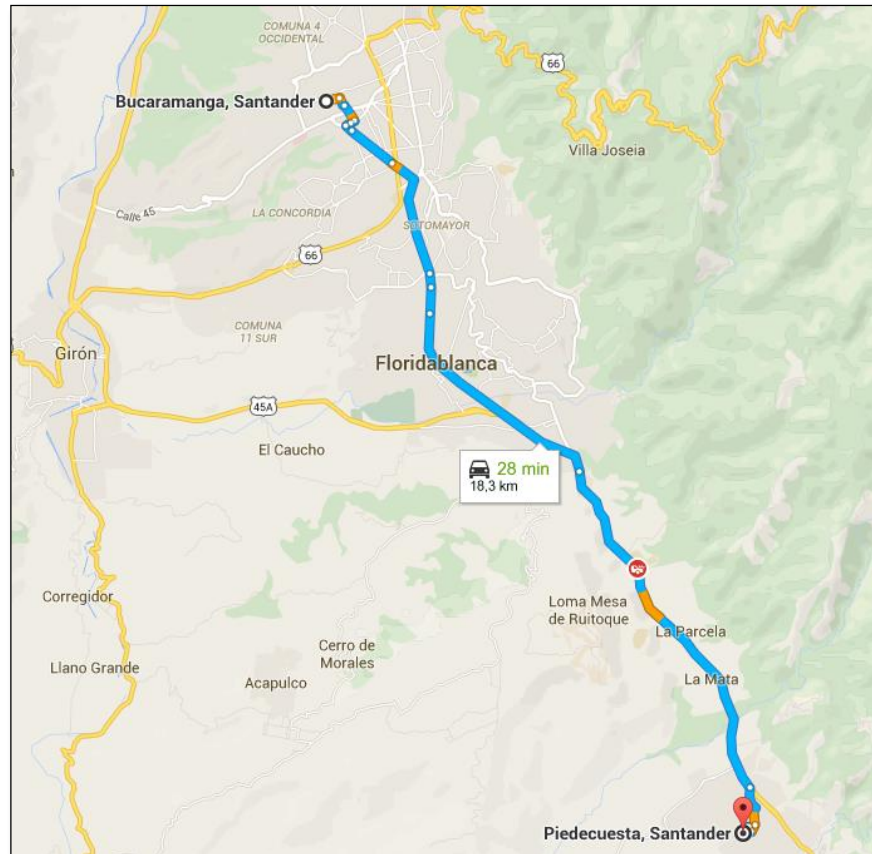 COMUNA 4
OCCIDENTAL
66
Bucaramanga, Santander
Villa Joseia
Calle 45
LA CONCORDIA
SOTOMAYOR
66
COMUNA
11 SUR
Girón
Floridablanca
45A
El Caucho
28 min
18,3 km
Corregidor
Loma Mesa
de Ruitoque
La Parcela
Cerro de
Morales
Llano Grande
Acapulco
La Mata
Piedecuesta, Santander